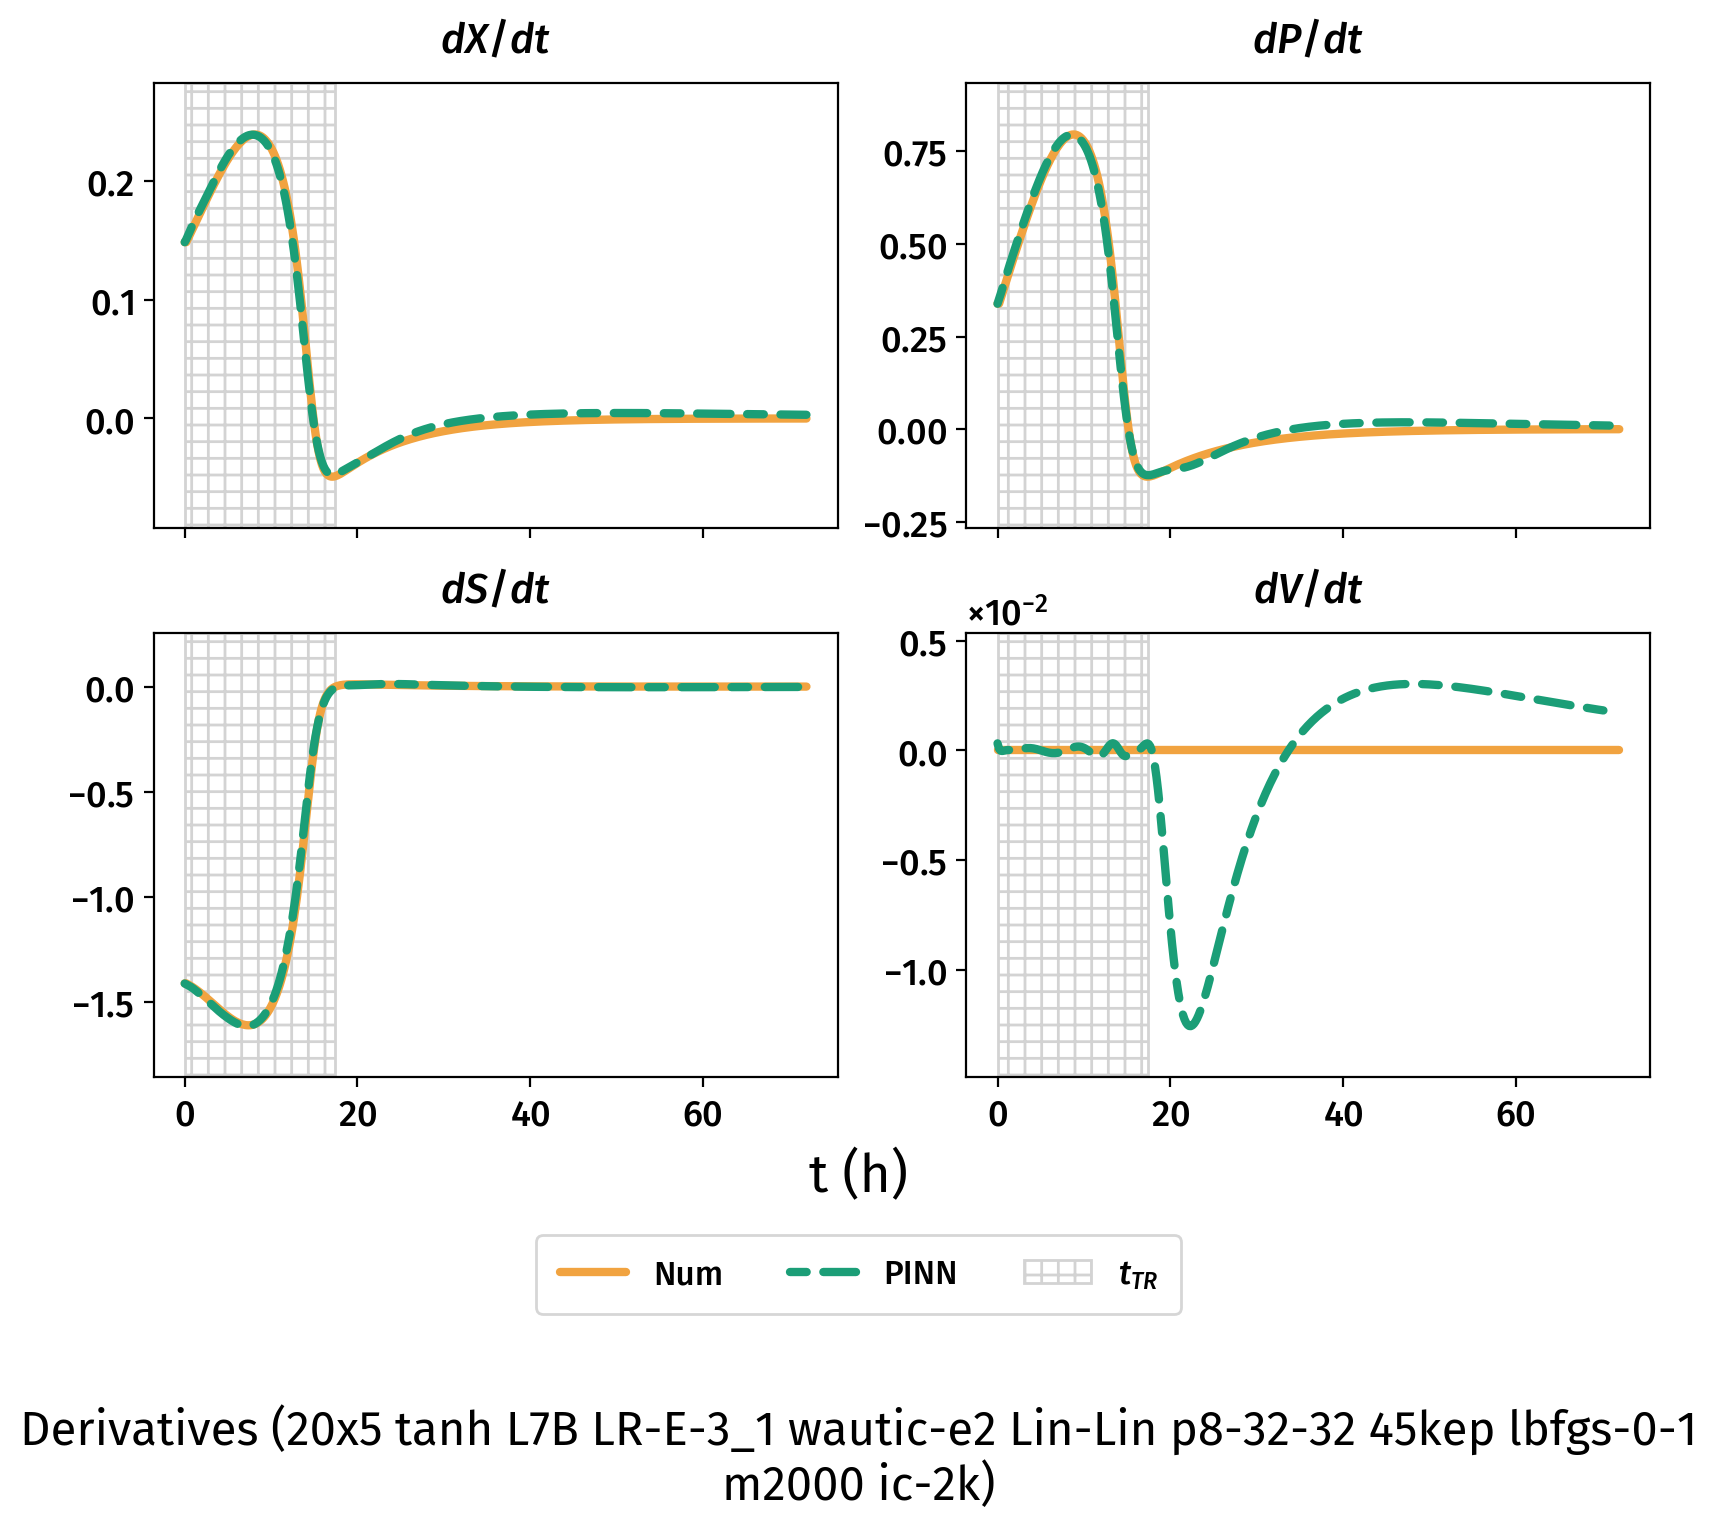 dX/dt
dP/dt
0.2
0.1
0.0
0.75
0.50
0.25
0.00
−0.25
dS/dt
dV/dt
×10⁻²
0.0
−0.5
−1.0
−1.5
0.5
0.0
−0.5
−1.0
0 20 40 60
0 20 40 60
t (h)
Num PINN t_TR
Derivatives (20x5 tanh L7B LR-E-3_1 wautic-e2 Lin-Lin p8-32-32 45kep lbfgs-0-1
m2000 ic-2k)